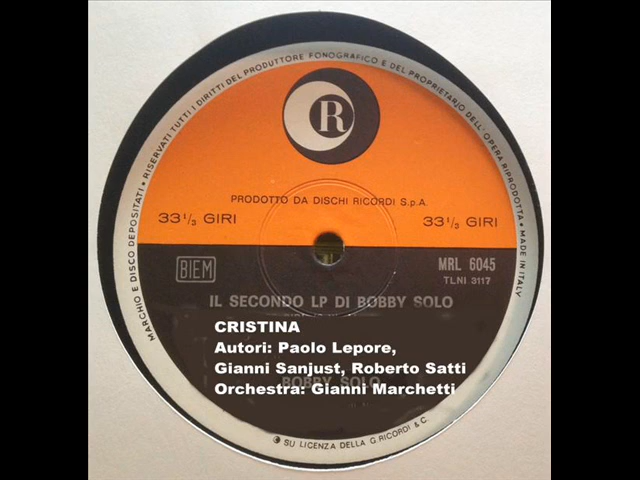 MARCHIO E DISCO DEPOSITATI • RISERVATI TUTTI I DIRITTI DEL PRODUTTORE FONOGRAFICO E DEL PROPRIETARIO DELL'OPERA RIPRODOTTA • MADE IN ITALY
R
PRODOTTO DA DISCHI RICORDI S.p.A.
33 1/3 GIRI 33 1/3 GIRI
BIEM MRL 6045
TLNI 3117
IL SECONDO LP DI BOBBY SOLO
CRISTINA
Autori: Paolo Lepore,
Gianni Sanjust, Roberto Satti
BOBBY SOLO
Orchestra: Gianni Marchetti
SU LICENZA DELLA G. RICORDI & C.